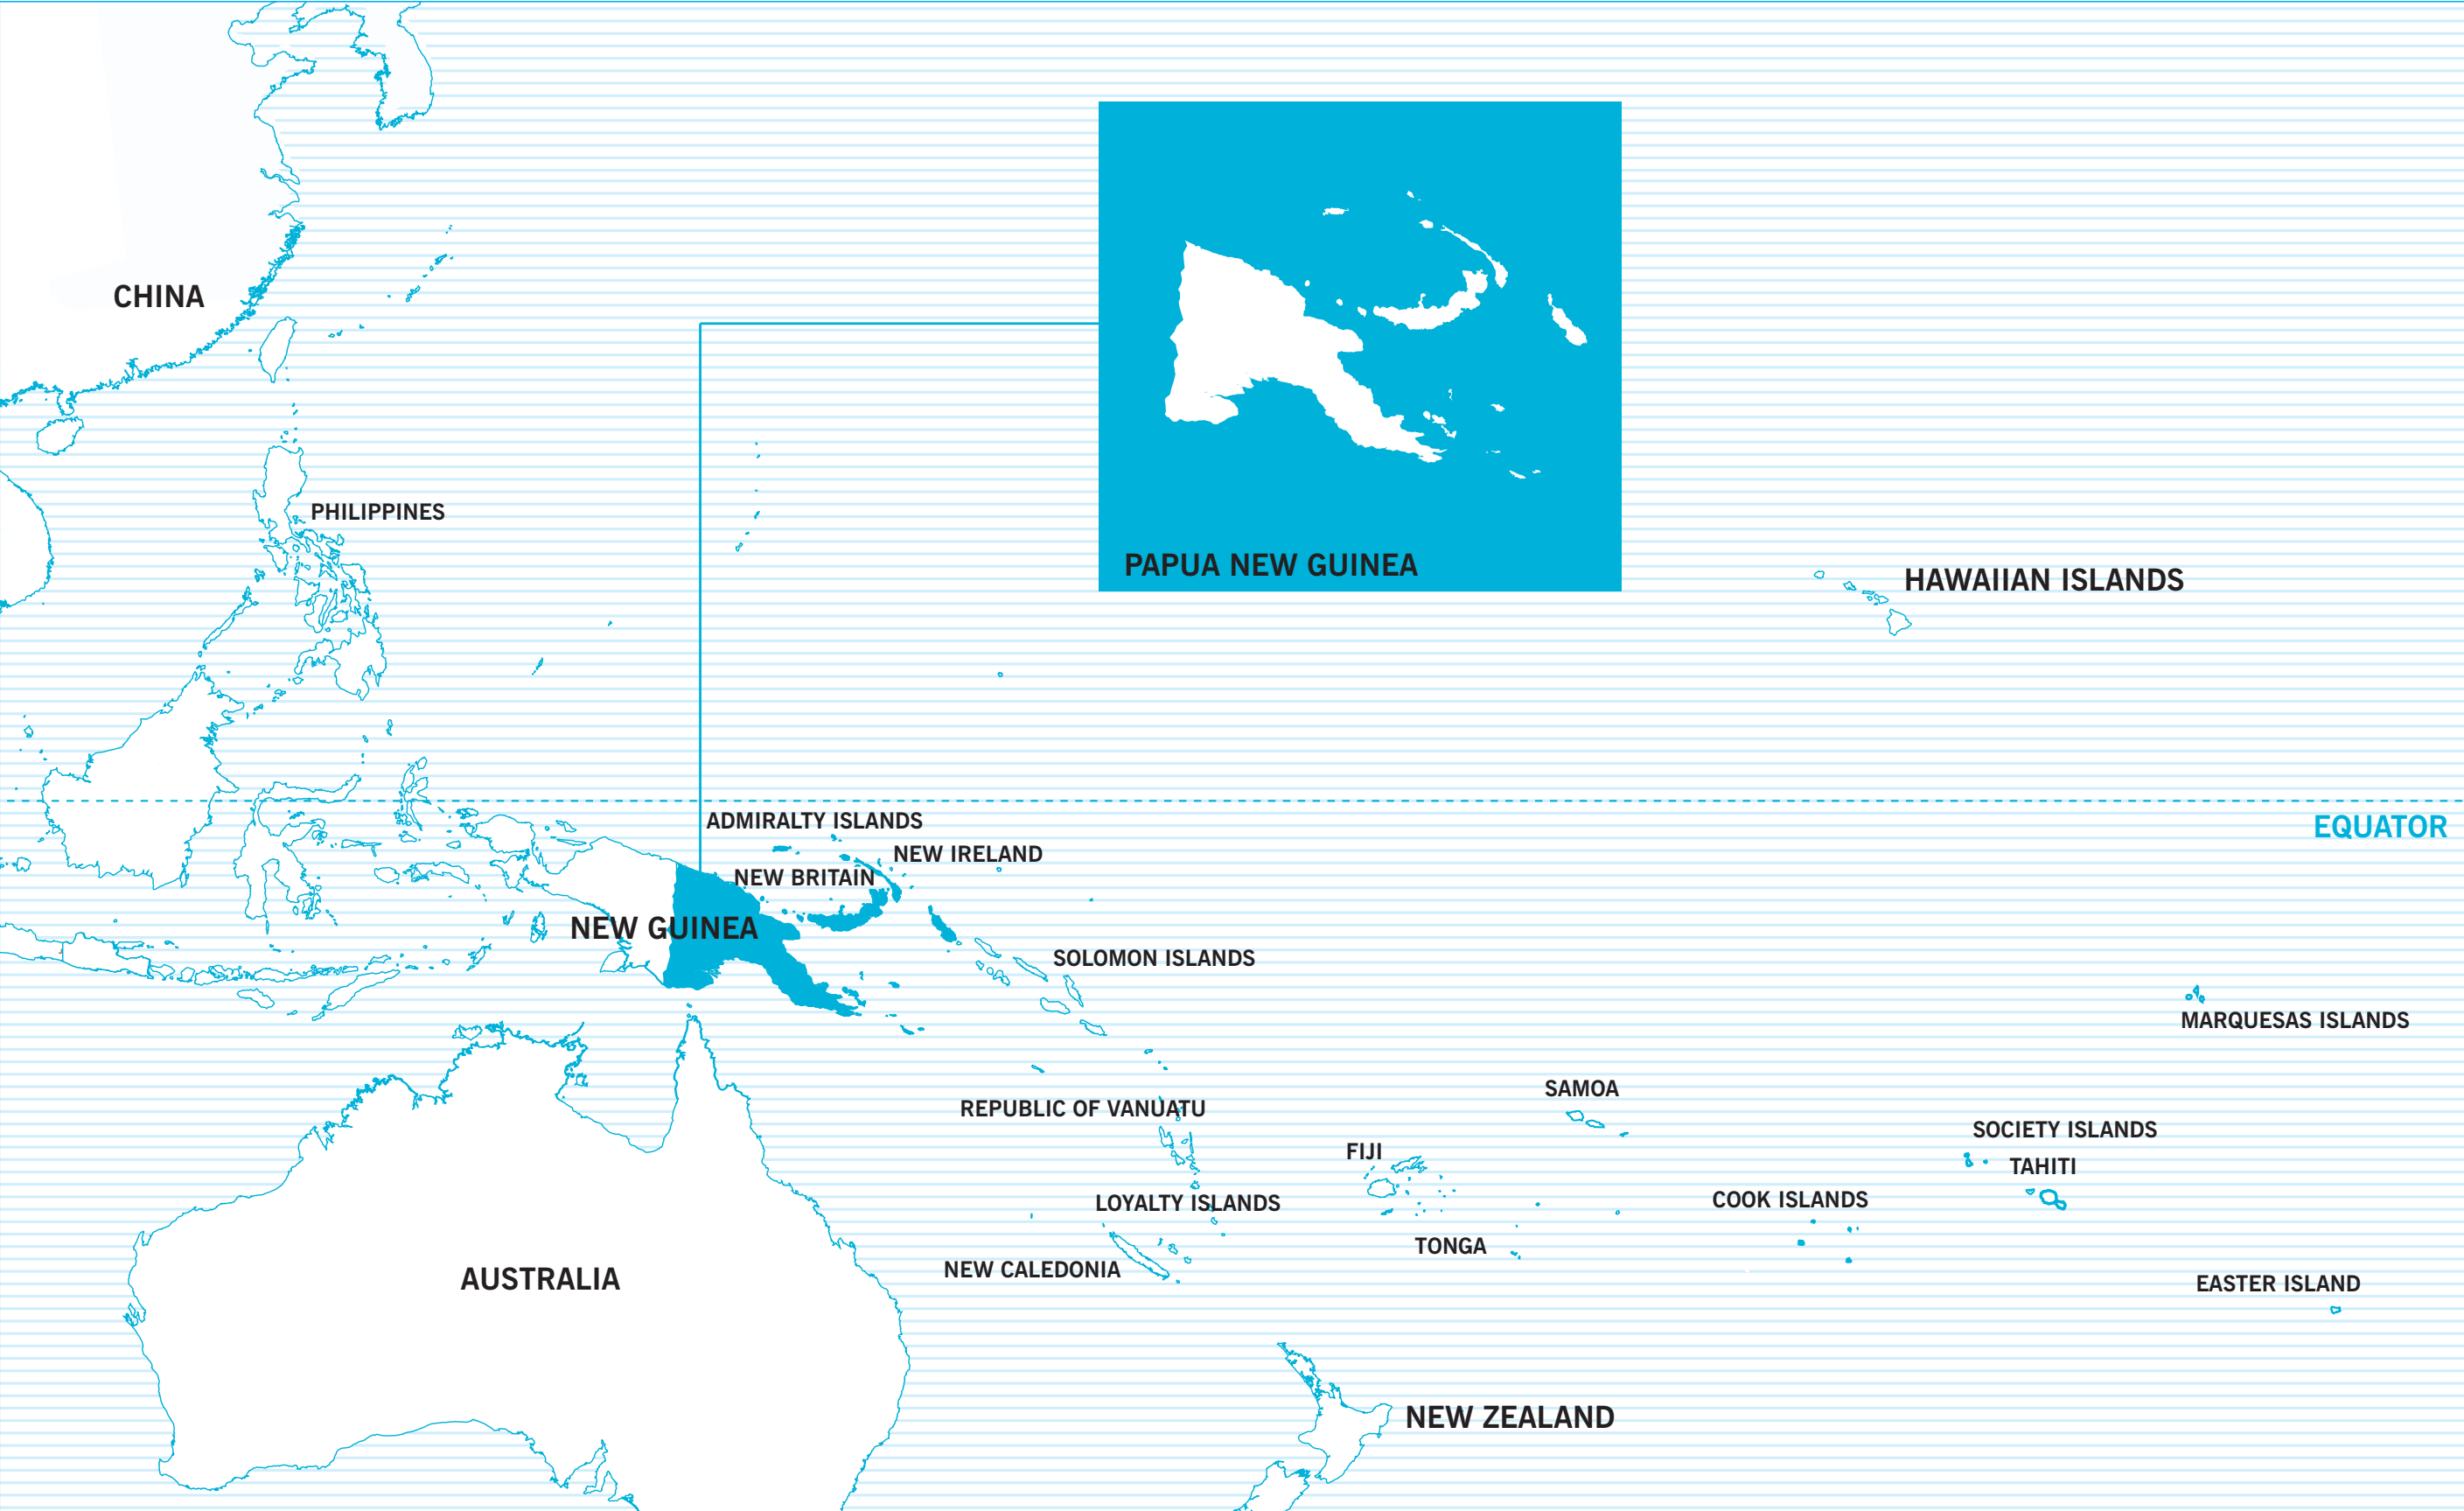 CHINA
PHILIPPINES
PAPUA NEW GUINEA
HAWAIIAN ISLANDS
ADMIRALTY ISLANDS
EQUATOR
NEW IRELAND
NEW BRITAIN
NEW GUINEA
SOLOMON ISLANDS
MARQUESAS ISLANDS
SAMOA
REPUBLIC OF VANUATU
SOCIETY ISLANDS
FIJI
TAHITI
LOYALTY ISLANDS
COOK ISLANDS
TONGA
NEW CALEDONIA
AUSTRALIA
EASTER ISLAND
NEW ZEALAND